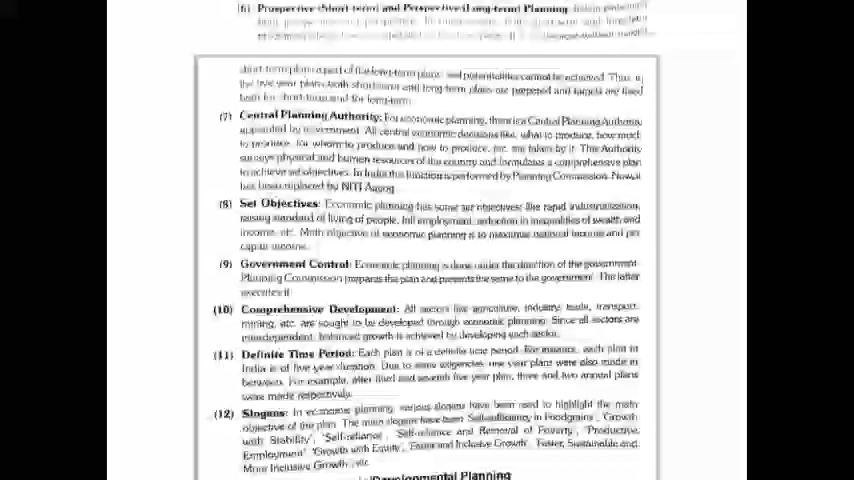 (6) Prospective (Short-term) and Perspective (Long-term) Planning:
short-term plan a part of the long-term plans and potentialities cannot be achieved. Thus in
the five year plans both short-term and long-term plans are prepared and targets are fixed
both for short-term and for long-term.
(7) Central Planning Authority: For economic planning, there is a Central Planning Authority
appointed by government. All central economic decisions like, what to produce, how much
to produce, for whom to produce and how to produce, etc. are taken by it. This Authority
surveys physical and human resources of the country and formulates a comprehensive plan
to achieve set objectives. In India this function is performed by Planning Commission. Now it
has been replaced by NITI Aayog.
(8) Set Objectives: Economic planning has some set objectives; like rapid industrialization,
raising standard of living of people, full employment, reduction in inequalities of wealth and
income, etc. Main objective of economic planning is to maximise national income and per
capita income.
(9) Government Control: Economic planning is done under the direction of the government.
Planning Commission prepares the plan and presents the same to the government. The latter
executes it.
(10) Comprehensive Development: All sectors like agriculture, industry, trade, transport,
mining, etc. are sought to be developed through economic planning. Since all sectors are
interdependent, balanced growth is achieved by developing each sector.
(11) Definite Time Period: Each plan is of a definite time period. For instance, each plan in
India is of five year duration. Due to some exigencies, one year plans were also made in
between. For example, after third and seventh five year plan, three and two annual plans
were made respectively.
(12) Slogans: In economic planning, various slogans have been used to highlight the main
objective of the plan. The main slogans have been 'Self-sufficiency in Foodgrains', 'Growth
with Stability', 'Self-reliance', 'Self-reliance and Removal of Poverty', 'Productive
Employment' 'Growth with Equity', 'Faster and Inclusive Growth', 'Faster, Sustainable and
More Inclusive Growth', etc.
Developmental Planning